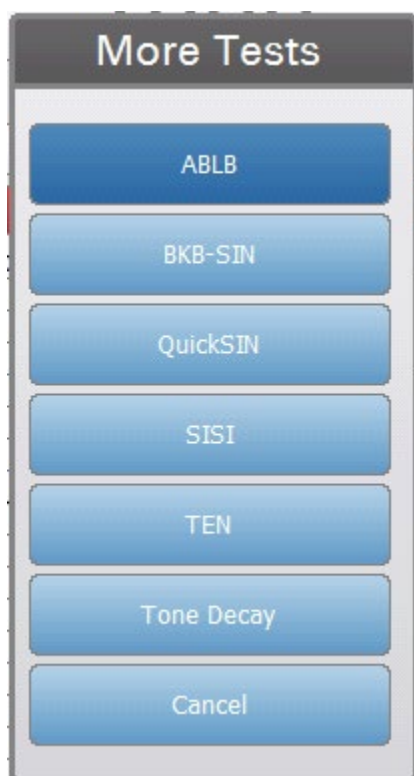 More Tests
ABLB
BKB-SIN
QuickSIN
SISI
TEN
Tone Decay
Cancel